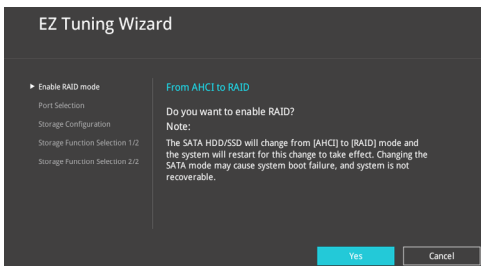 EZ Tuning Wizard
Enable RAID mode
Port Selection
Storage Configuration
Storage Function Selection 1/2
Storage Function Selection 2/2
From AHCI to RAID
Do you want to enable RAID?
Note:
The SATA HDD/SSD will change from [AHCI] to [RAID] mode and
the system will restart for this change to take effect. Changing the
SATA mode may cause system boot failure, and system is not
recoverable.
Yes
Cancel